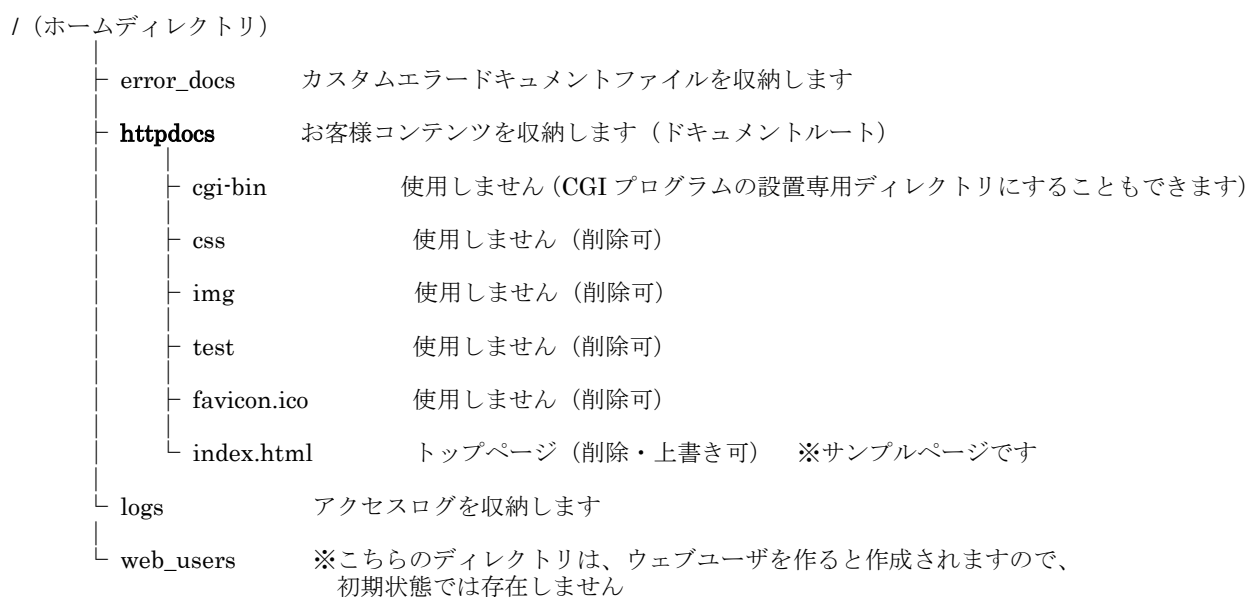 /（ホームディレクトリ）
error_docs カスタムエラードキュメントファイルを収納します
httpdocs お客様コンテンツを収納します（ドキュメントルート）
cgi-bin 使用しません（CGI プログラムの設置専用ディレクトリにすることもできます）
css 使用しません（削除可）
img 使用しません（削除可）
test 使用しません（削除可）
favicon.ico 使用しません（削除可）
index.html トップページ（削除・上書き可） ※サンプルページです
logs アクセスログを収納します
web_users ※こちらのディレクトリは、ウェブユーザを作ると作成されますので、
初期状態では存在しません